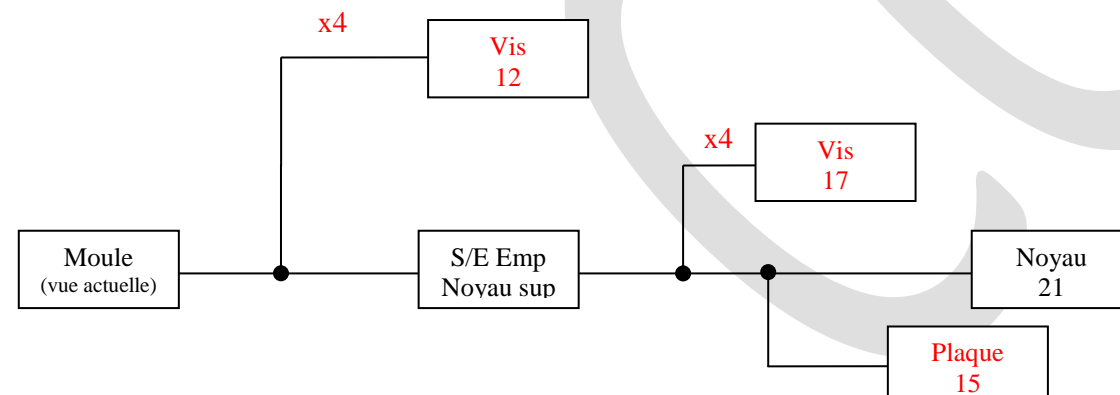 x4
Vis
12
x4
Vis
17
Moule
(vue actuelle)
S/E Emp
Noyau sup
Noyau
21
Plaque
15